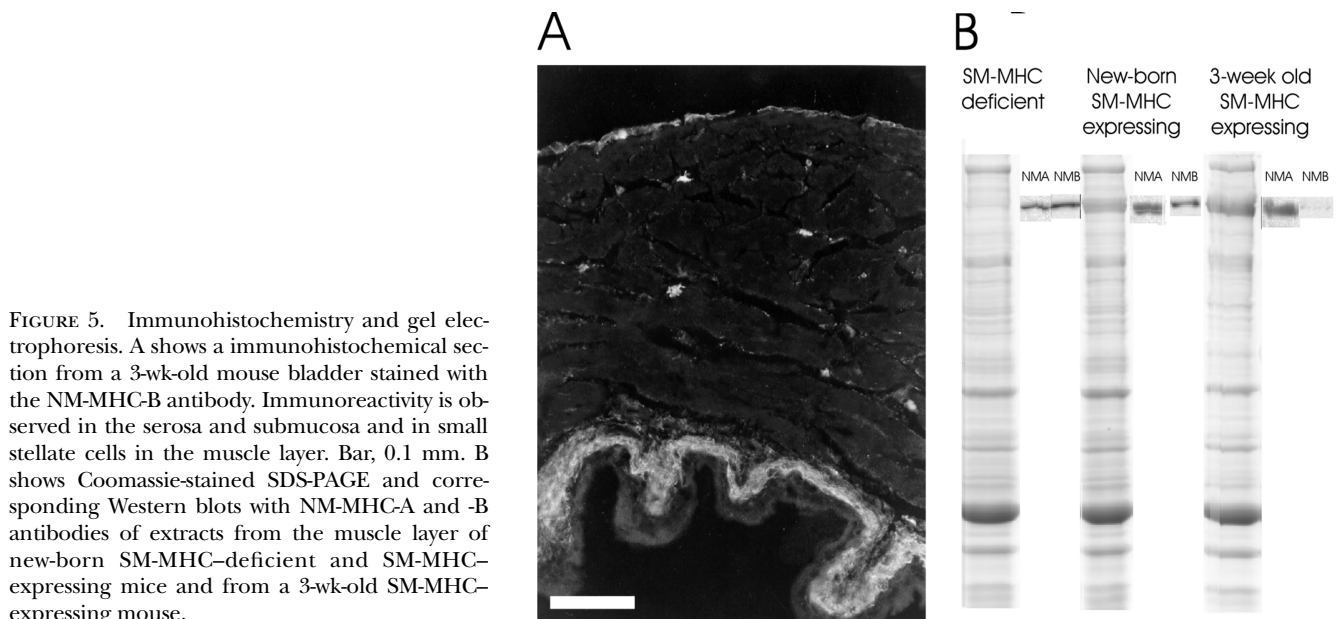 FIGURE 5. Immunohistochemistry and gel elec-
trophoresis. A shows a immunohistochemical sec-
tion from a 3-wk-old mouse bladder stained with
the NM-MHC-B antibody. Immunoreactivity is ob-
served in the serosa and submucosa and in small
stellate cells in the muscle layer. Bar, 0.1 mm. B
shows Coomassie-stained SDS-PAGE and corre-
sponding Western blots with NM-MHC-A and -B
antibodies of extracts from the muscle layer of
new-born SM-MHC–deficient and SM-MHC–
expressing mice and from a 3-wk-old SM-MHC–
expressing mouse.
A
B
SM-MHC
deficient
New-born
SM-MHC
expressing
3-week old
SM-MHC
expressing
NMA NMB
NMA NMB
NMA NMB